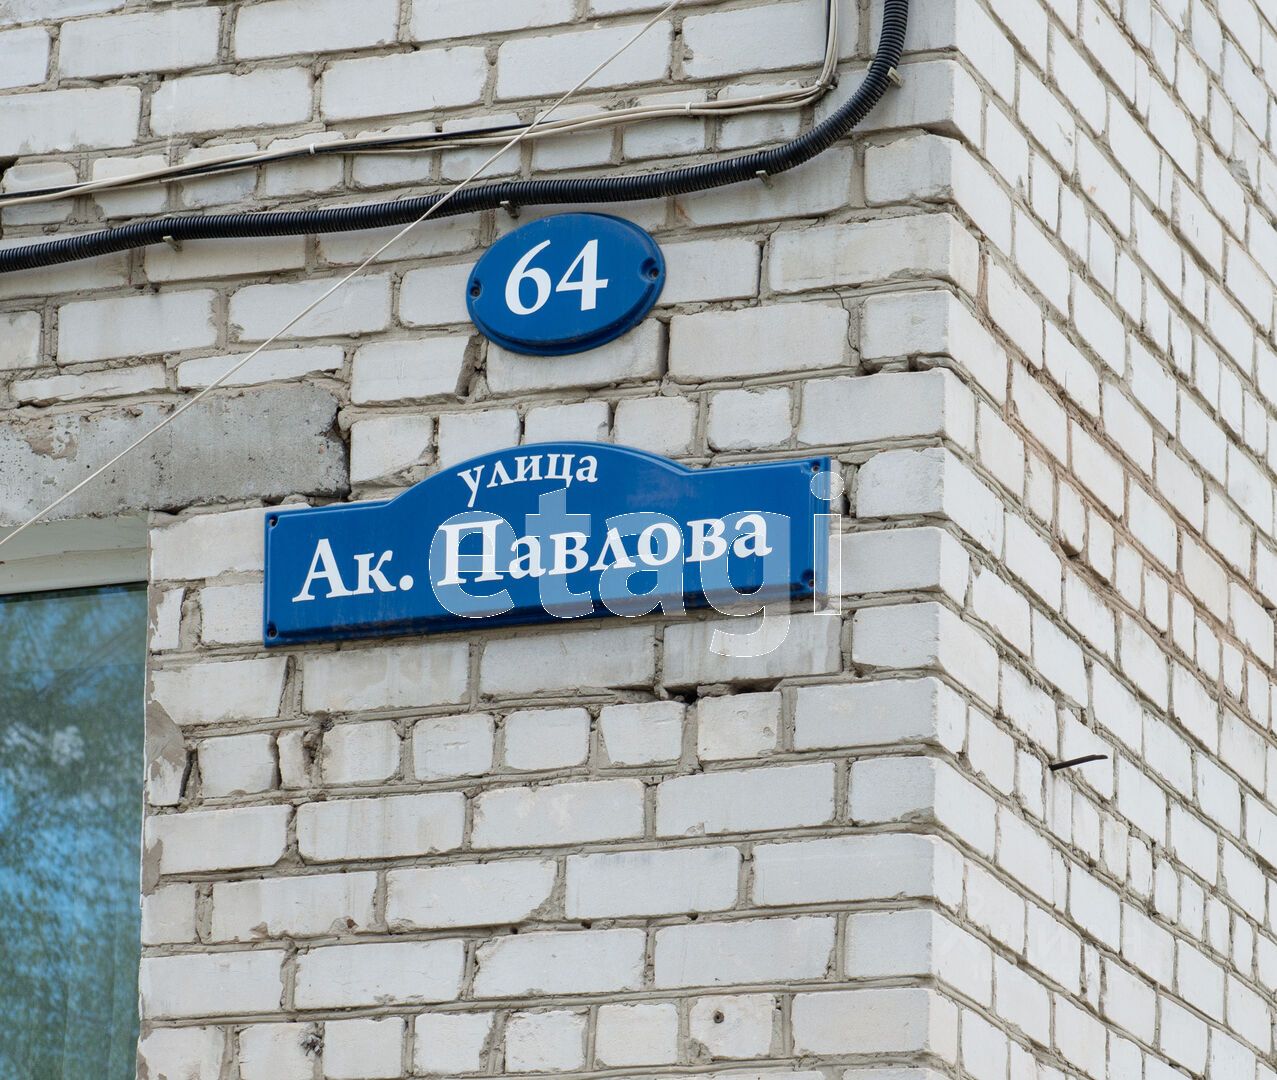 64
улица
Ак. Павлова
etagi